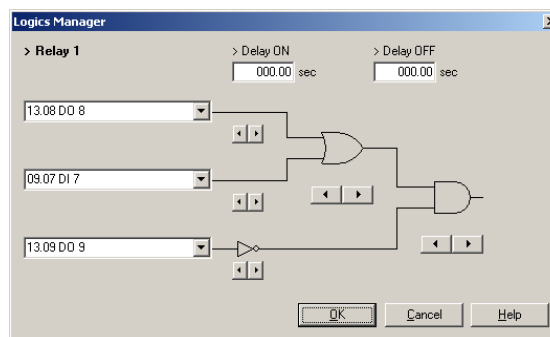 Logics Manager
> Relay 1
> Delay ON
> Delay OFF
000.00 sec
000.00 sec
13.08 DO 8
09.07 DI 7
13.09 DO 9
OK
Cancel
Help